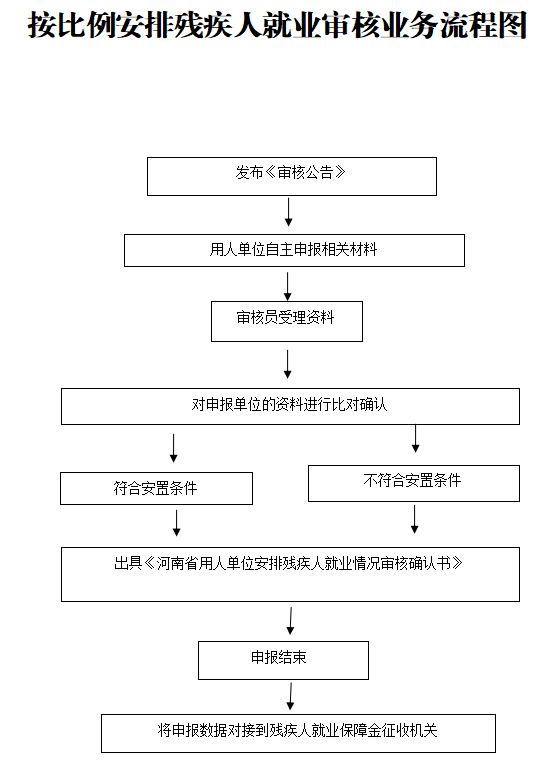 按比例安排残疾人就业审核业务流程图
发布《审核公告》
用人单位自主申报相关材料
审核员受理资料
对申报单位的资料进行比对确认
符合安置条件
不符合安置条件
出具《河南省用人单位安排残疾人就业情况审核确认书》
申报结束
将申报数据对接到残疾人就业保障金征收机关